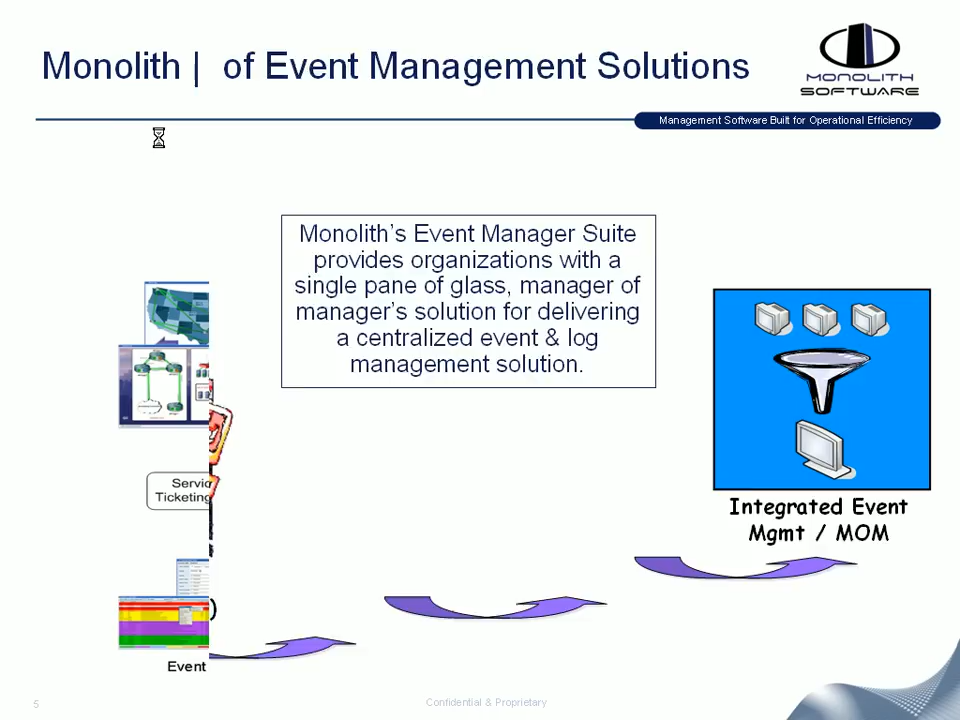 Monolith | of Event Management Solutions
MONOLITH
SOFTWARE
Management Software Built for Operational Efficiency
Monolith's Event Manager Suite
provides organizations with a
single pane of glass, manager of
manager's solution for delivering
a centralized event & log
management solution.
Servic
Ticketing
Integrated Event
Mgmt / MOM
Event
5
Confidential & Proprietary